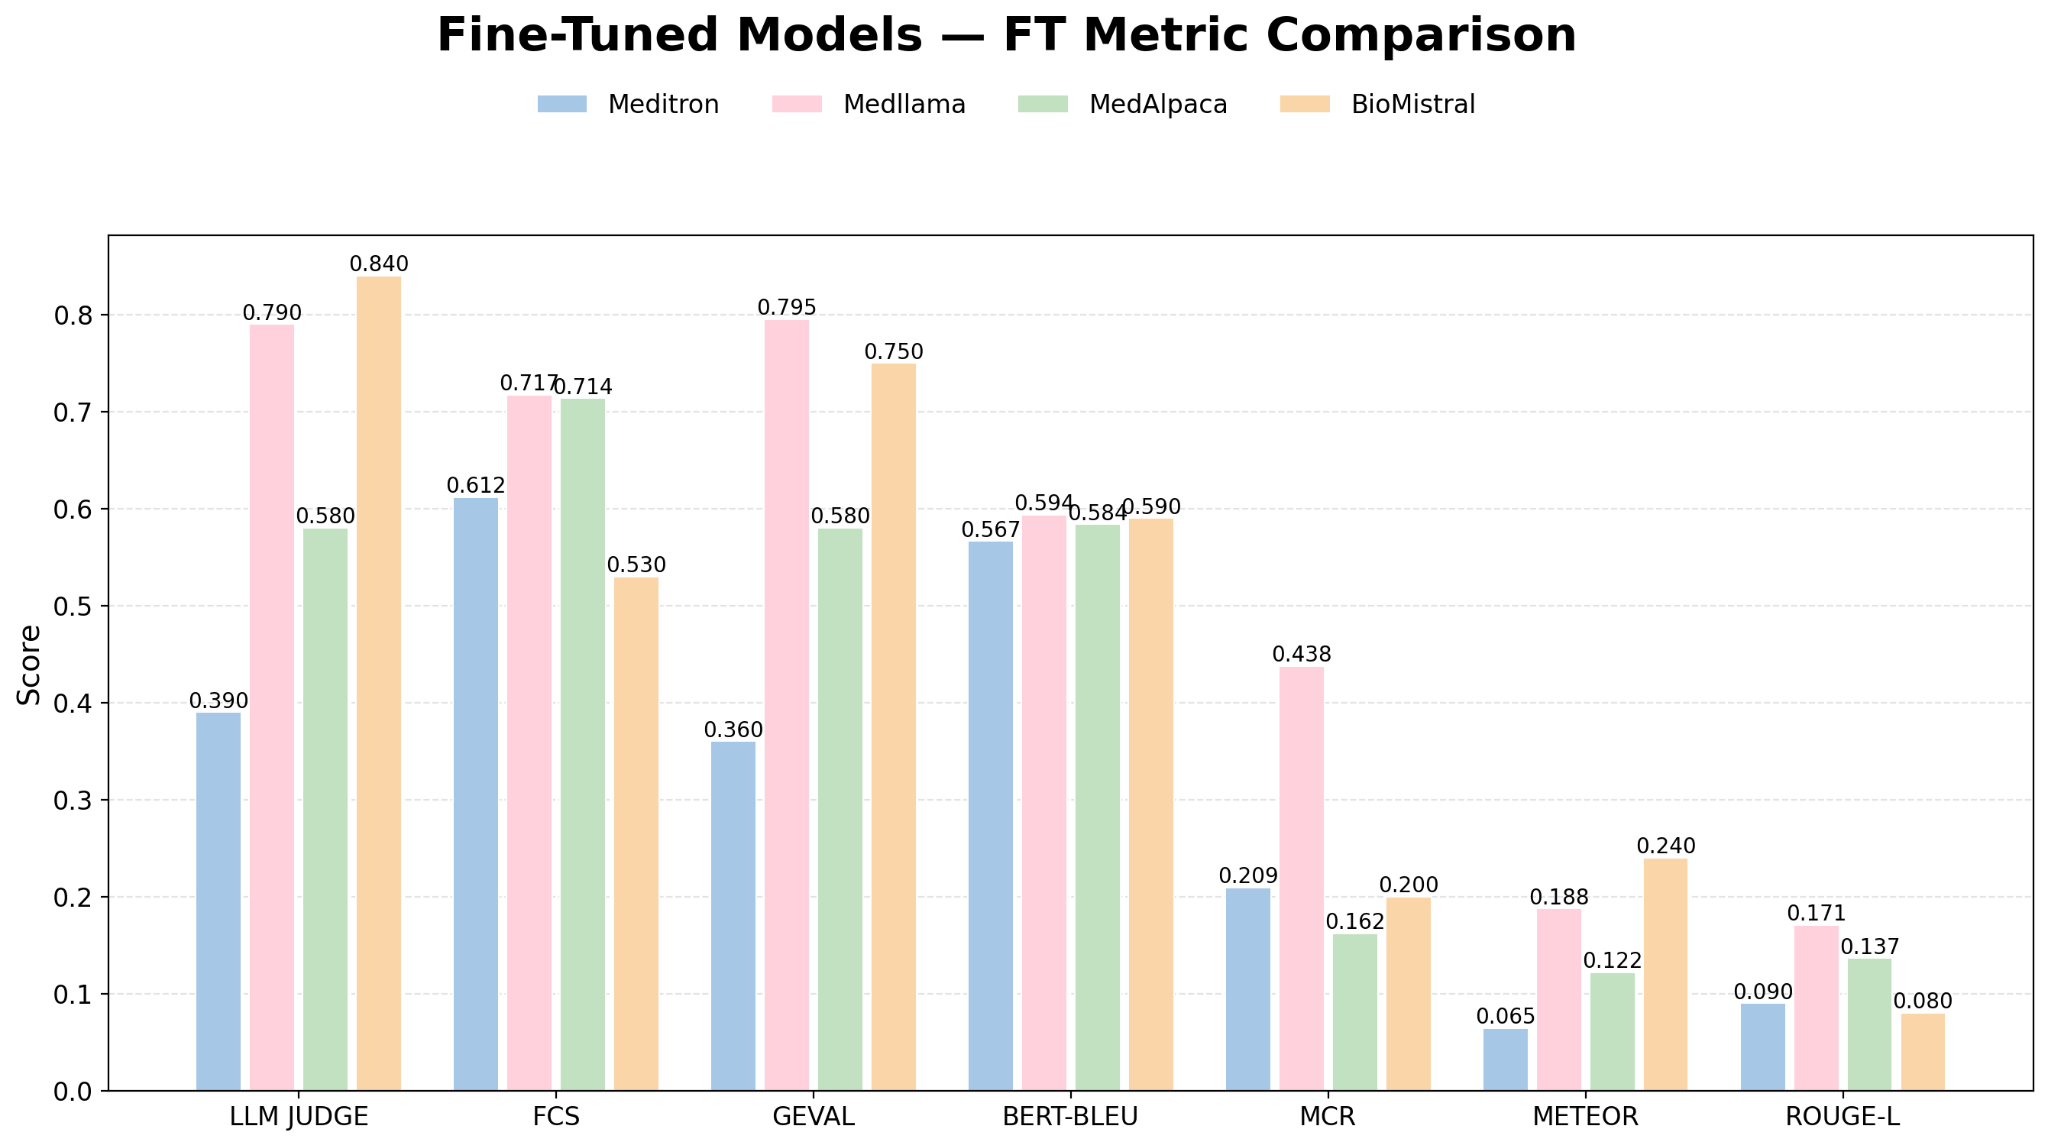 Fine-Tuned Models — FT Metric Comparison
Meditron Medllama MedAlpaca BioMistral
Score
0.8
0.7
0.6
0.5
0.4
0.3
0.2
0.1
0.0
0.390 0.790 0.580 0.840
0.612 0.717 0.714 0.530
0.360 0.795 0.580 0.750
0.567 0.594 0.584 0.590
0.209 0.438 0.162 0.200
0.065 0.188 0.122 0.240
0.090 0.171 0.137 0.080
LLM JUDGE FCS GEVAL BERT-BLEU MCR METEOR ROUGE-L